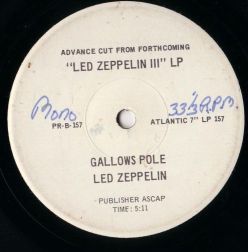 ADVANCE CUT FROM FORTHCOMING
"LED ZEPPELIN III" LP
Mono
33⅓ R.P.M.
PR-B-157
ATLANTIC 7" LP 157
GALLOWS POLE
LED ZEPPELIN
PUBLISHER ASCAP
TIME: 5:11